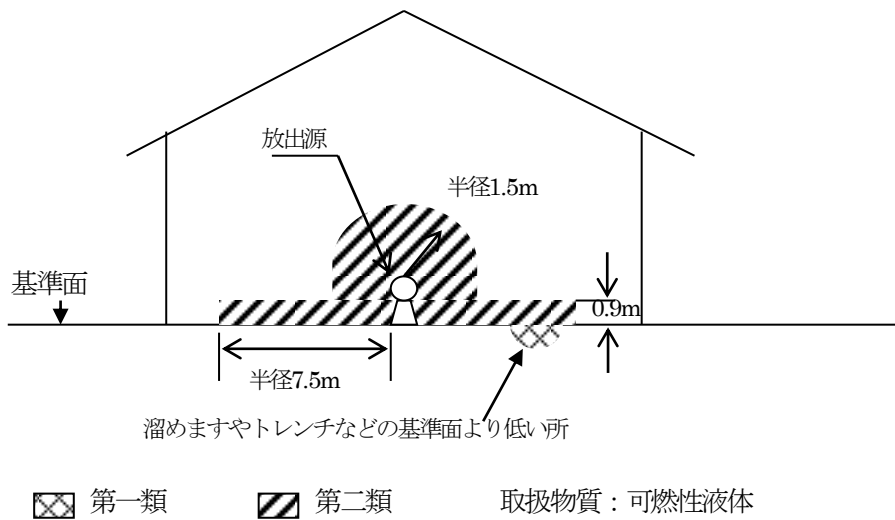 放出源
半径1.5m
基準面
0.9m
半径7.5m
溜めますやトレンチなどの基準面より低い所
第一類 第二類 取扱物質：可燃性液体